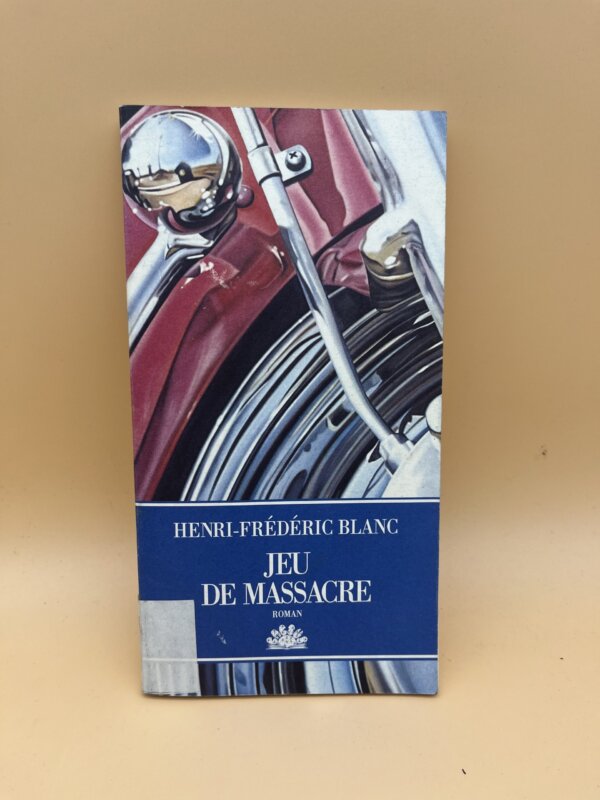 HENRI-FRÉDÉRIC BLANC
JEU
DE MASSACRE
ROMAN